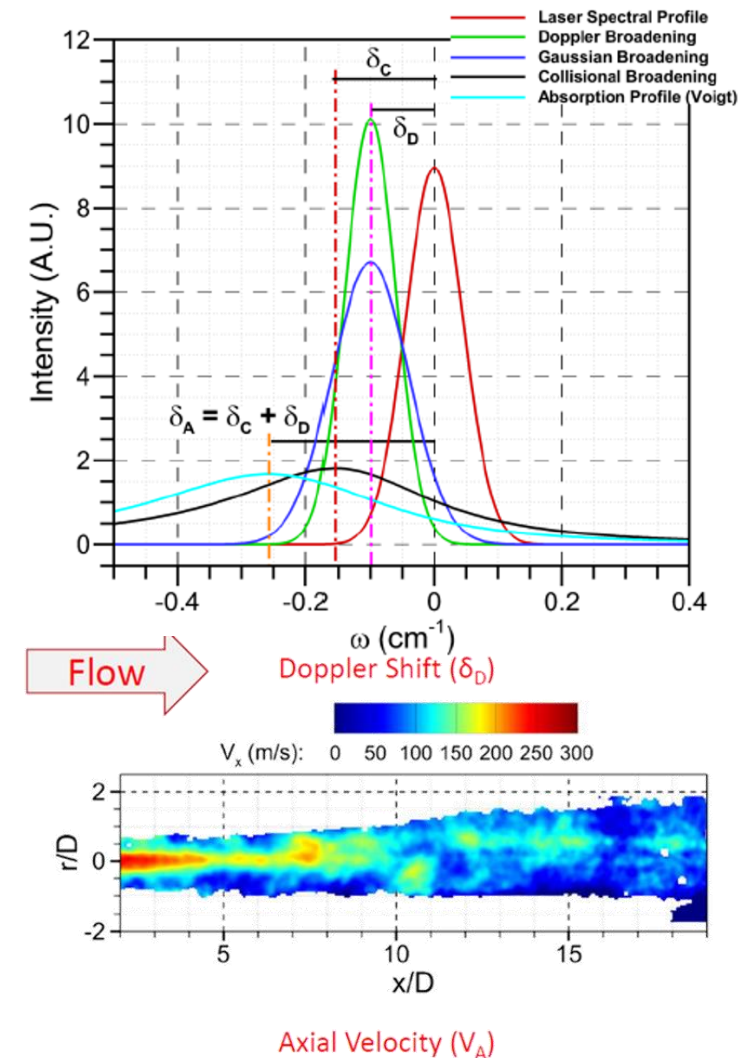 Laser Spectral Profile
Doppler Broadening
Gaussian Broadening
Collisional Broadening
Absorption Profile (Voigt)
12
10
8
6
4
2
0
Intensity (A.U.)
δC
δD
δA = δC + δD
-0.4 -0.2 0 0.2 0.4
ω (cm-1)
Flow
Doppler Shift (δD)
Vx (m/s): 0 50 100 150 200 250 300
2
0
-2
r/D
5 10 15
x/D
Axial Velocity (VA)